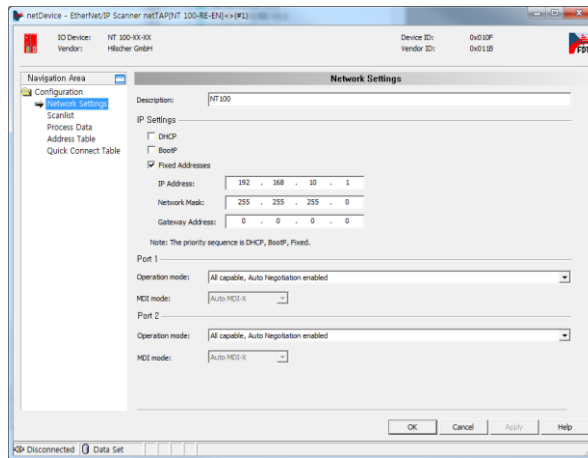 netDevice - EtherNet/IP Scanner netTAP[NT 100-RE-EN]<>(#1)
IO Device: NT 100-XX-XX Device ID: 0x010F
Vendor: Hilscher GmbH Vendor ID: 0x011B
FDT
Navigation Area Network Settings
Configuration
Network Settings
Scanlist
Process Data
Address Table
Quick Connect Table
Description: NT100
IP Settings
DHCP
BootP
Fixed Addresses
IP Address: 192 . 168 . 10 . 1
Network Mask: 255 . 255 . 255 . 0
Gateway Address: 0 . 0 . 0 . 0
Note: The priority sequence is DHCP, BootP, Fixed.
Port 1
Operation mode: All capable, Auto Negotiation enabled
MDI mode: Auto MDI-X
Port 2
Operation mode: All capable, Auto Negotiation enabled
MDI mode: Auto MDI-X
OK Cancel Apply Help
Disconnected Data Set